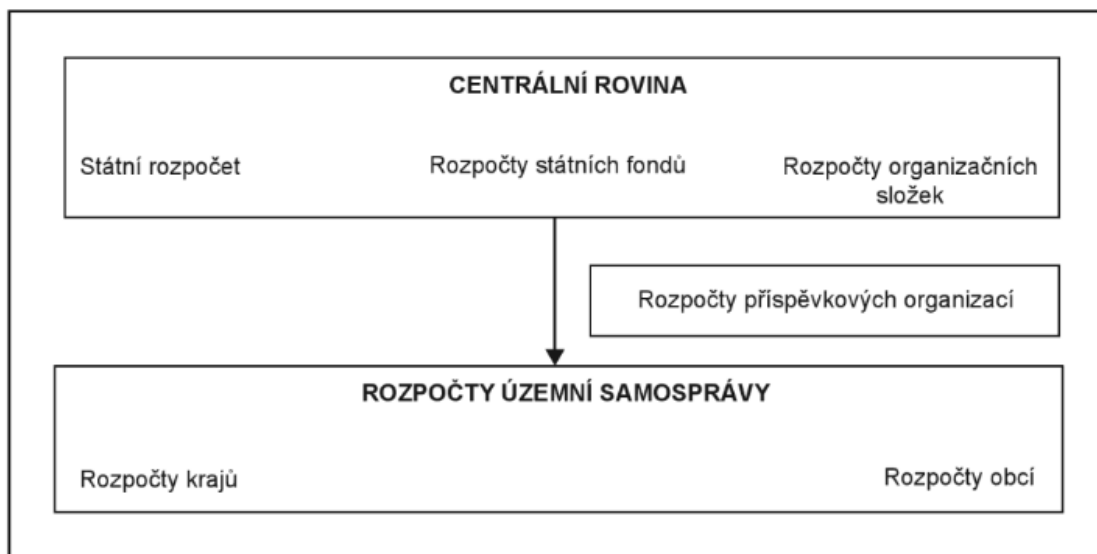 CENTRÁLNÍ ROVINA
Státní rozpočet
Rozpočty státních fondů
Rozpočty organizačních
složek
Rozpočty příspěvkových organizací
ROZPOČTY ÚZEMNÍ SAMOSPRÁVY
Rozpočty krajů
Rozpočty obcí